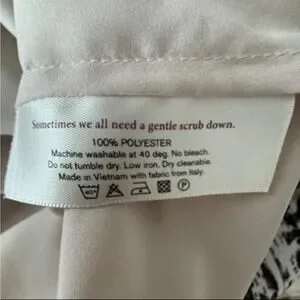 Sometimes we all need a gentle scrub down.
100% POLYESTER
Machine washable at 40 deg. No bleach.
Do not tumble dry. Low iron. Dry cleanable.
Made in Vietnam with fabric from Italy.
40°
P